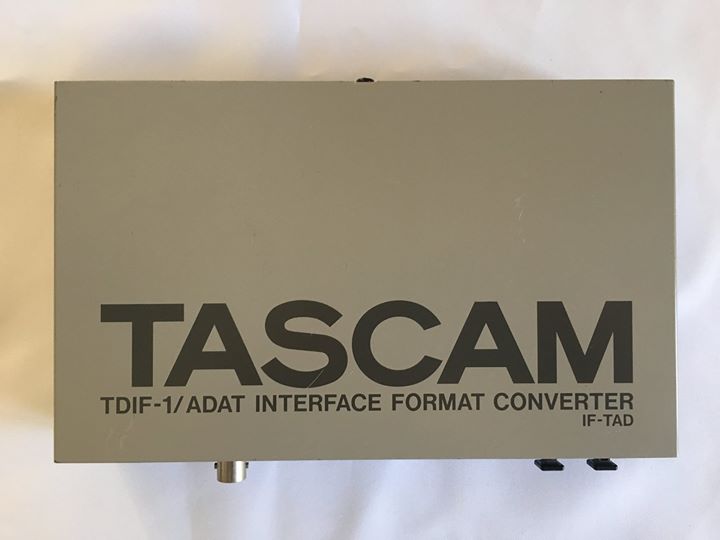 TASCAM
TDIF-1/ADAT INTERFACE FORMAT CONVERTER
IF-TAD